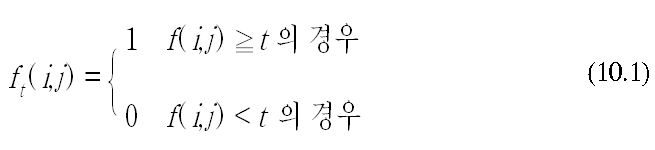 1 f(i,j) ≧ t 의 경우
f_t(i,j) = { (10.1)
0 f(i,j) < t 의 경우